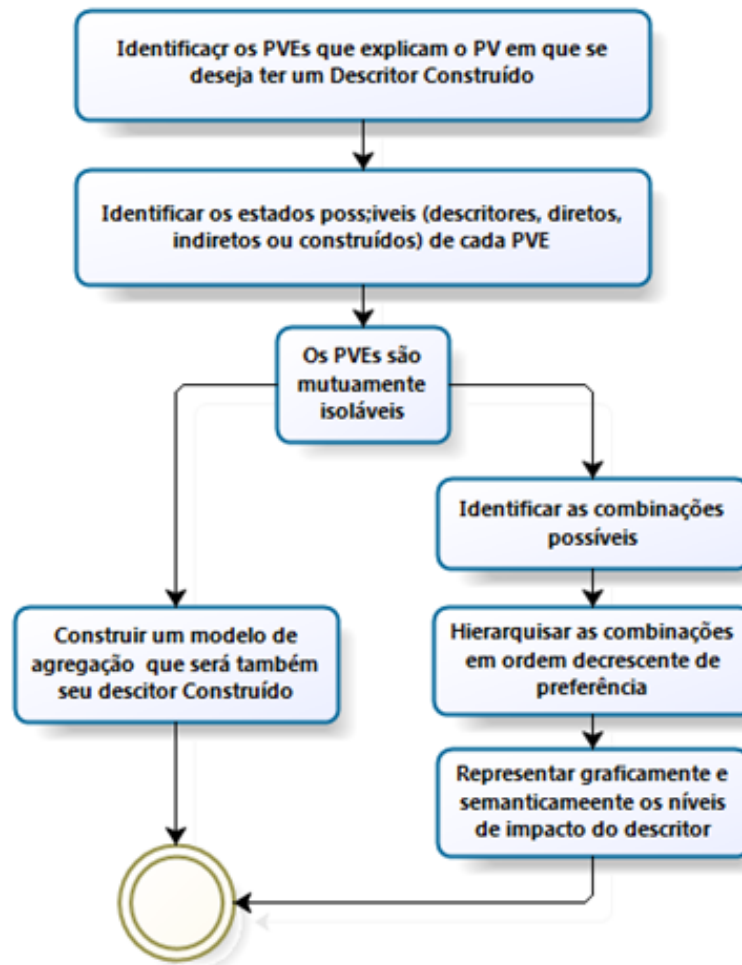 Identificaçr os PVEs que explicam o PV em que se
deseja ter um Descritor Construído
Identificar os estados poss;iveis (descritores, diretos,
indiretos ou construídos) de cada PVE
Os PVEs são
mutuamente
isoláveis
Identificar as combinações
possíveis
Construir um modelo de
agregação que será também
seu descitor Construído
Hierarquisar as combinações
em ordem decrescente de
preferência
Representar graficamente e
semanticameente os níveis
de impacto do descritor